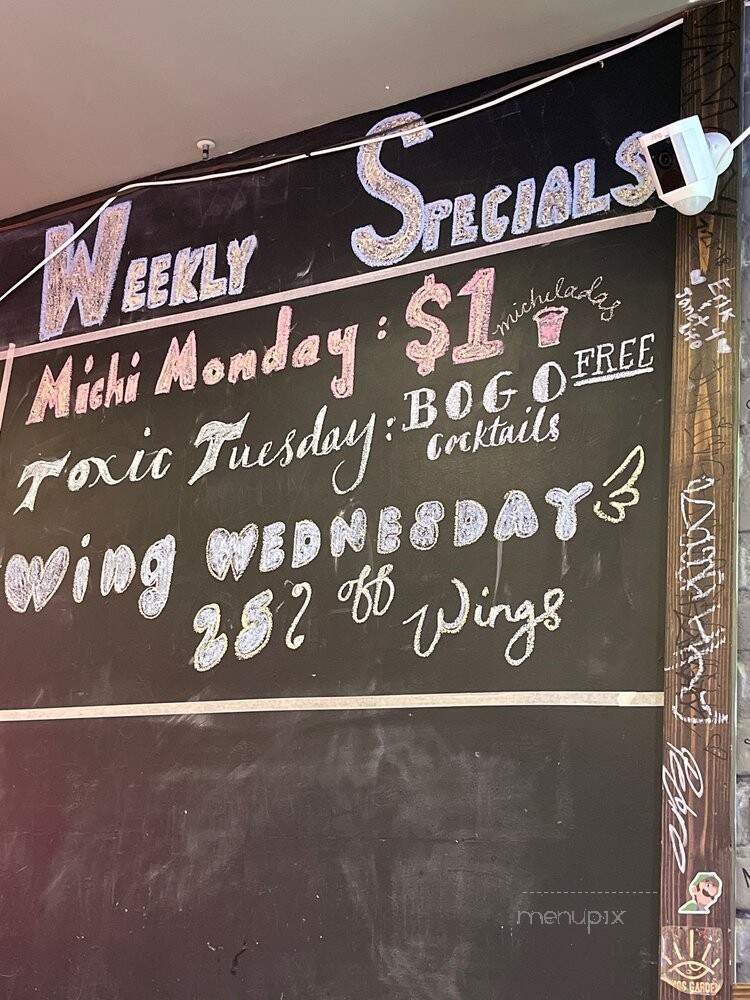 WEEKLY SPECIALS
Michi Monday: $1 micheladas
Toxic Tuesday: BOGO FREE
Cocktails
Wing WEDNESDAY
25% off Wings
menupix